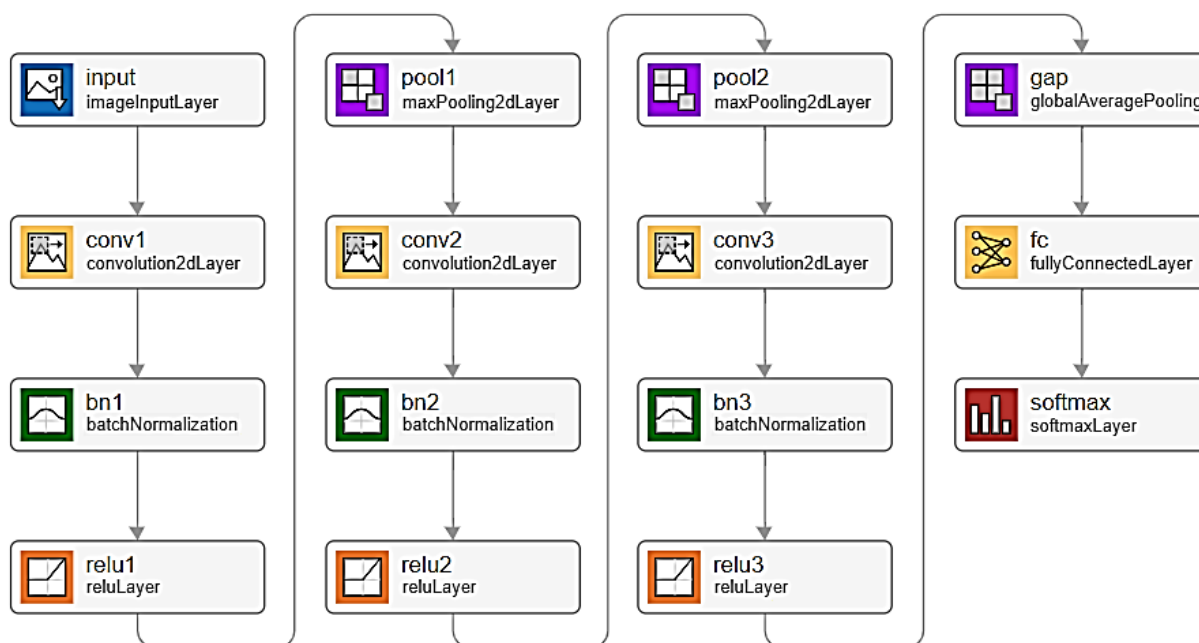 input
imageInputLayer
conv1
convolution2dLayer
bn1
batchNormalization
relu1
reluLayer
pool1
maxPooling2dLayer
conv2
convolution2dLayer
bn2
batchNormalization
relu2
reluLayer
pool2
maxPooling2dLayer
conv3
convolution2dLayer
bn3
batchNormalization
relu3
reluLayer
gap
globalAveragePooling
fc
fullyConnectedLayer
softmax
softmaxLayer